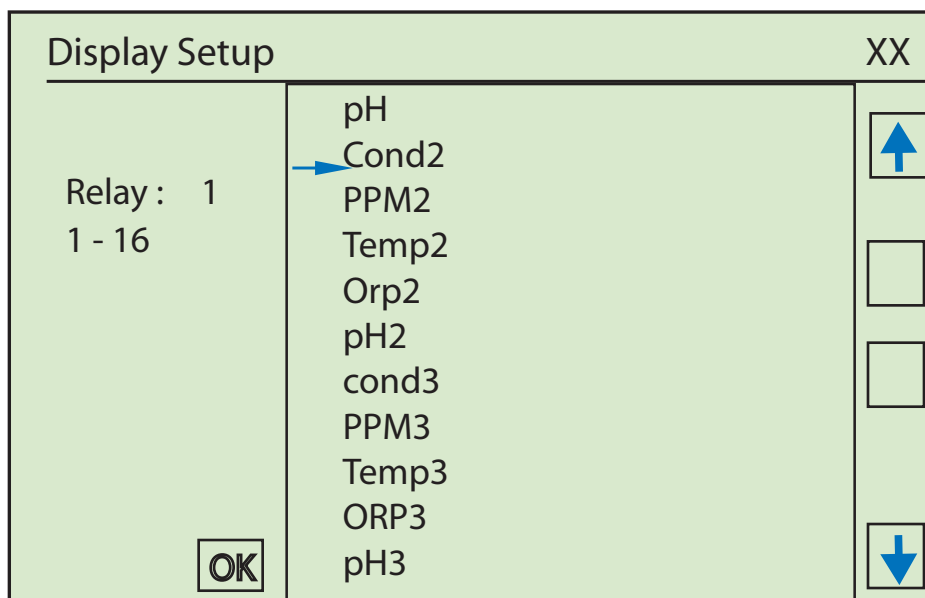 Display Setup XX
Relay : 1
1 - 16
OK
pH
Cond2
PPM2
Temp2
Orp2
pH2
cond3
PPM3
Temp3
ORP3
pH3